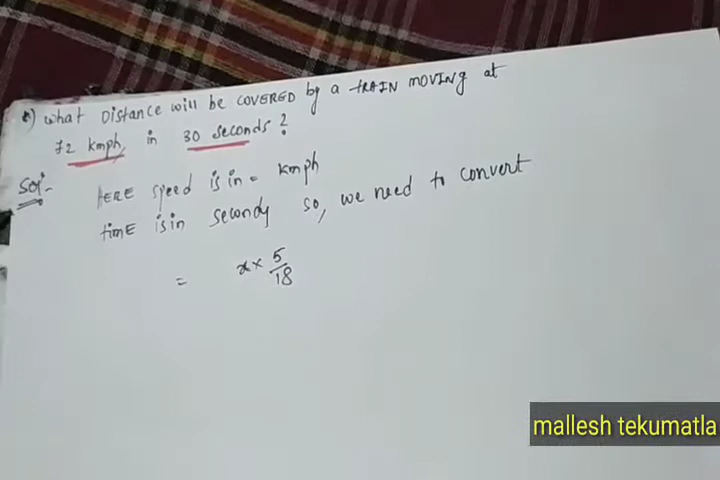 *) what Distance will be COVERED by a TRAIN MOVING at
72 kmph, in 30 seconds ?
Sol:-
HERE speed is in = kmph
timE is in seconds so, we need to convert
= x × 5/18
mallesh tekumatla